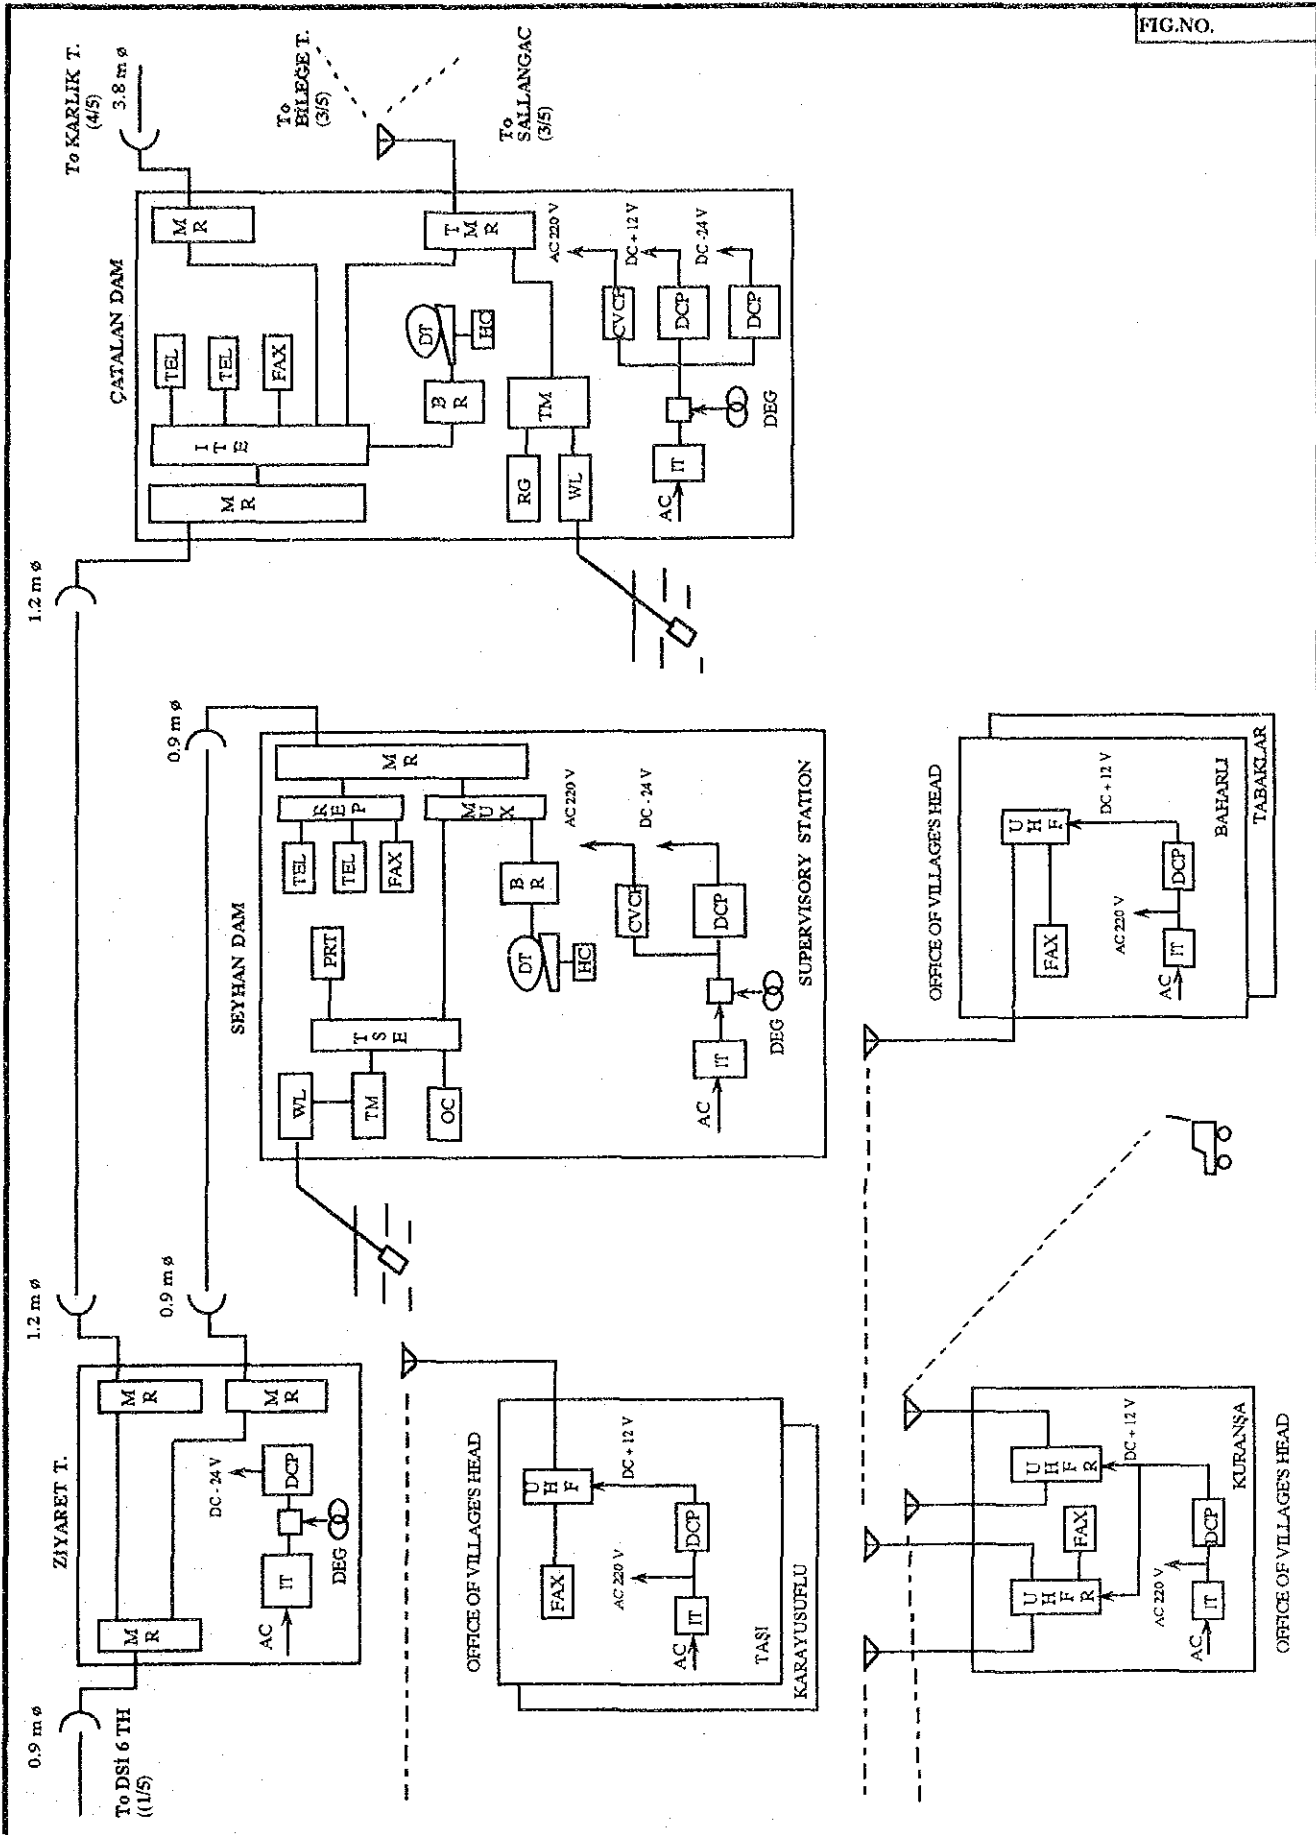 FIG.NO.
0.9 m ø
To DSİ 6 TH
((1/5)
ZİYARET T.
1.2 m ø
0.9 m ø
M R
M R
M R
DC - 24 V
DCP
IT
AC
DEG
1.2 m ø
0.9 m ø
SEYHAN DAM
WL
TM
OC
T S E
PRT
TEL
TEL
FAX
R E P
M U X
M R
B R
DT
HC
AC 220 V
DC - 24 V
CVCF
DCP
IT
AC
DEG
SUPERVISORY STATION
ÇATALAN DAM
To KARLIK T.
(4/5)
3.8 m ø
To
BİLEĞE T.
(3/5)
To
SALLANGAC
(3/5)
M R
I T E
TEL
TEL
FAX
M R
T M R
B R
DT
HC
RG
WL
TM
AC 220 V
DC + 12 V
DC -24 V
CVCF
DCP
DCP
IT
AC
DEG
OFFICE OF VILLAGE'S HEAD
U H F
FAX
DC + 12 V
AC 220 V
DCP
IT
AC
TAŞI
KARAYUSUFLU
OFFICE OF VILLAGE'S HEAD
U H F
FAX
DC + 12 V
AC 220 V
DCP
IT
AC
BAHARLI
TABAKLAR
U H F R
U H F R
FAX
DC + 12 V
AC 220 V
DCP
IT
AC
KURANŞA
OFFICE OF VILLAGE'S HEAD